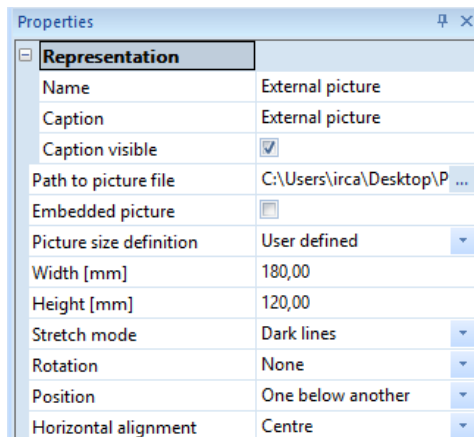 Properties
Representation
Name External picture
Caption External picture
Caption visible
Path to picture file C:\Users\irca\Desktop\P ...
Embedded picture
Picture size definition User defined
Width [mm] 180,00
Height [mm] 120,00
Stretch mode Dark lines
Rotation None
Position One below another
Horizontal alignment Centre